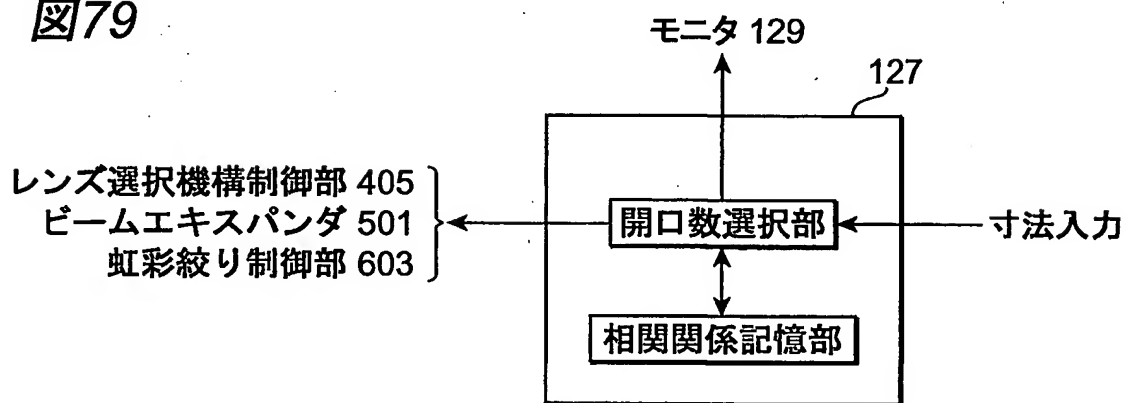 図79
モニタ 129
127
レンズ選択機構制御部 405
ビームエキスパンダ 501
虹彩絞り制御部 603
開口数選択部
寸法入力
相関関係記憶部